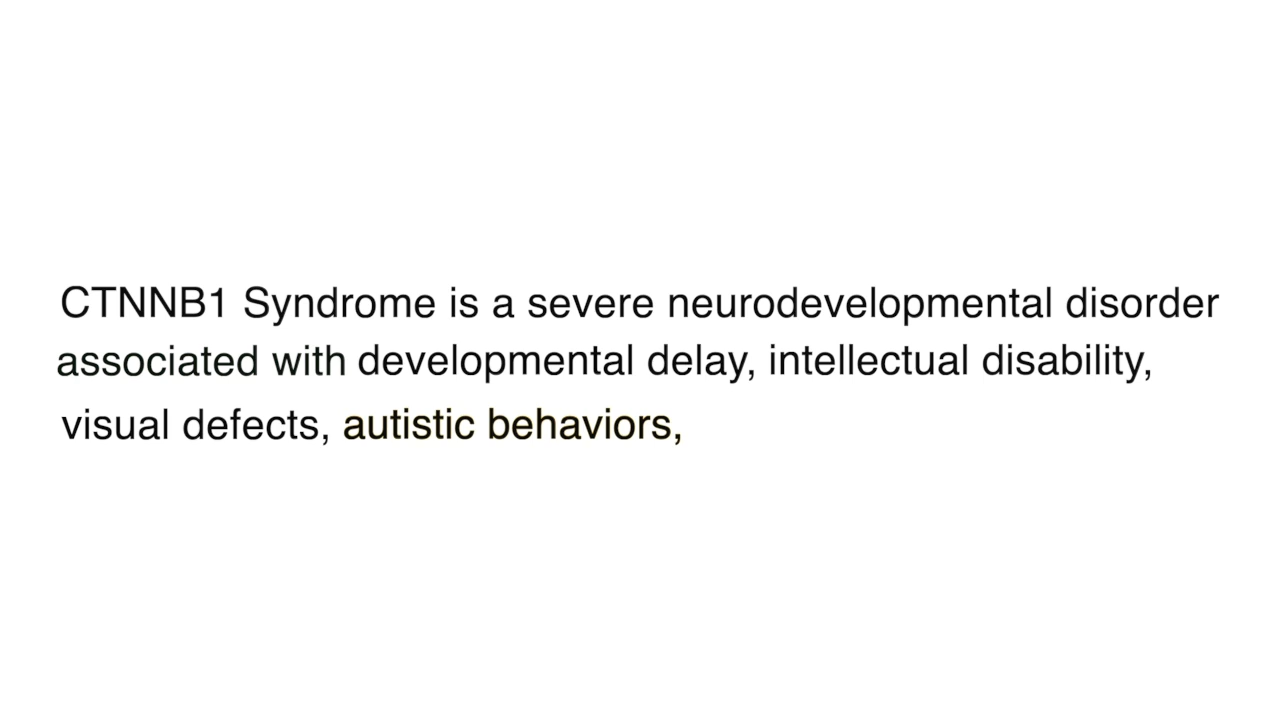 CTNNB1 Syndrome is a severe neurodevelopmental disorder
associated with developmental delay, intellectual disability,
visual defects, autistic behaviors,